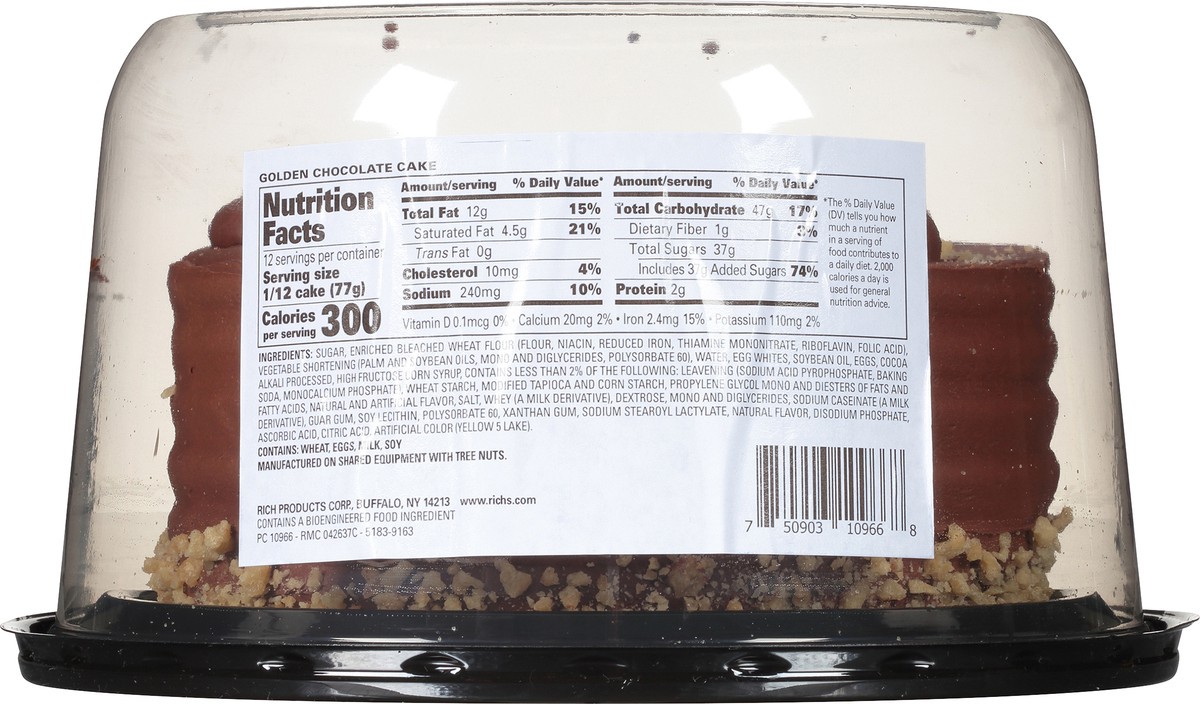 GOLDEN CHOCOLATE CAKE
Nutrition
Facts
12 servings per container
Serving size
1/12 cake (77g)
Calories
per serving 300
Amount/serving % Daily Value*
Total Fat 12g 15%
Saturated Fat 4.5g 21%
Trans Fat 0g
Cholesterol 10mg 4%
Sodium 240mg 10%
Amount/serving % Daily Value*
Total Carbohydrate 47g 17%
Dietary Fiber 1g 3%
Total Sugars 37g
Includes 37g Added Sugars 74%
Protein 2g
Vitamin D 0.1mcg 0% • Calcium 20mg 2% • Iron 2.4mg 15% • Potassium 110mg 2%
*The % Daily Value
(DV) tells you how
much a nutrient
in a serving of
food contributes to
a daily diet. 2,000
calories a day is
used for general
nutrition advice.
INGREDIENTS: SUGAR, ENRICHED BLEACHED WHEAT FLOUR (FLOUR, NIACIN, REDUCED IRON, THIAMINE MONONITRATE, RIBOFLAVIN, FOLIC ACID),
VEGETABLE SHORTENING (PALM AND SOYBEAN OILS, MONO AND DIGLYCERIDES, POLYSORBATE 60), WATER, EGG WHITES, SOYBEAN OIL, EGGS, COCOA
ALKALI PROCESSED, HIGH FRUCTOSE CORN SYRUP, CONTAINS LESS THAN 2% OF THE FOLLOWING: LEAVENING (SODIUM ACID PYROPHOSPHATE, BAKING
SODA, MONOCALCIUM PHOSPHATE), WHEAT STARCH, MODIFIED TAPIOCA AND CORN STARCH, PROPYLENE GLYCOL MONO AND DIESTERS OF FATS AND
FATTY ACIDS, NATURAL AND ARTIFICIAL FLAVOR, SALT, WHEY (A MILK DERIVATIVE), DEXTROSE, MONO AND DIGLYCERIDES, SODIUM CASEINATE (A MILK
DERIVATIVE), GUAR GUM, SOY LECITHIN, POLYSORBATE 60, XANTHAN GUM, SODIUM STEAROYL LACTYLATE, NATURAL FLAVOR, DISODIUM PHOSPHATE,
ASCORBIC ACID, CITRIC ACID, ARTIFICIAL COLOR (YELLOW 5 LAKE).
CONTAINS: WHEAT, EGGS, MILK, SOY
MANUFACTURED ON SHARED EQUIPMENT WITH TREE NUTS.
RICH PRODUCTS CORP., BUFFALO, NY 14213 www.richs.com
CONTAINS A BIOENGINEERED FOOD INGREDIENT
PC 10966 - RMC 042637C - 5183-9163
7 50903 10966 8